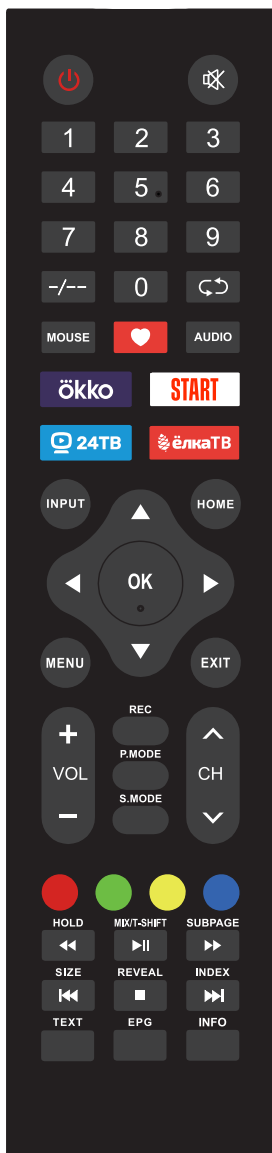 1 2 3
4 5 6
7 8 9
-/-- 0
MOUSE AUDIO
ökko START
24ТВ ёлкаТВ
INPUT HOME
OK
MENU EXIT
REC
P.MODE
VOL CH
S.MODE
HOLD MIX/T-SHIFT SUBPAGE
SIZE REVEAL INDEX
TEXT EPG INFO